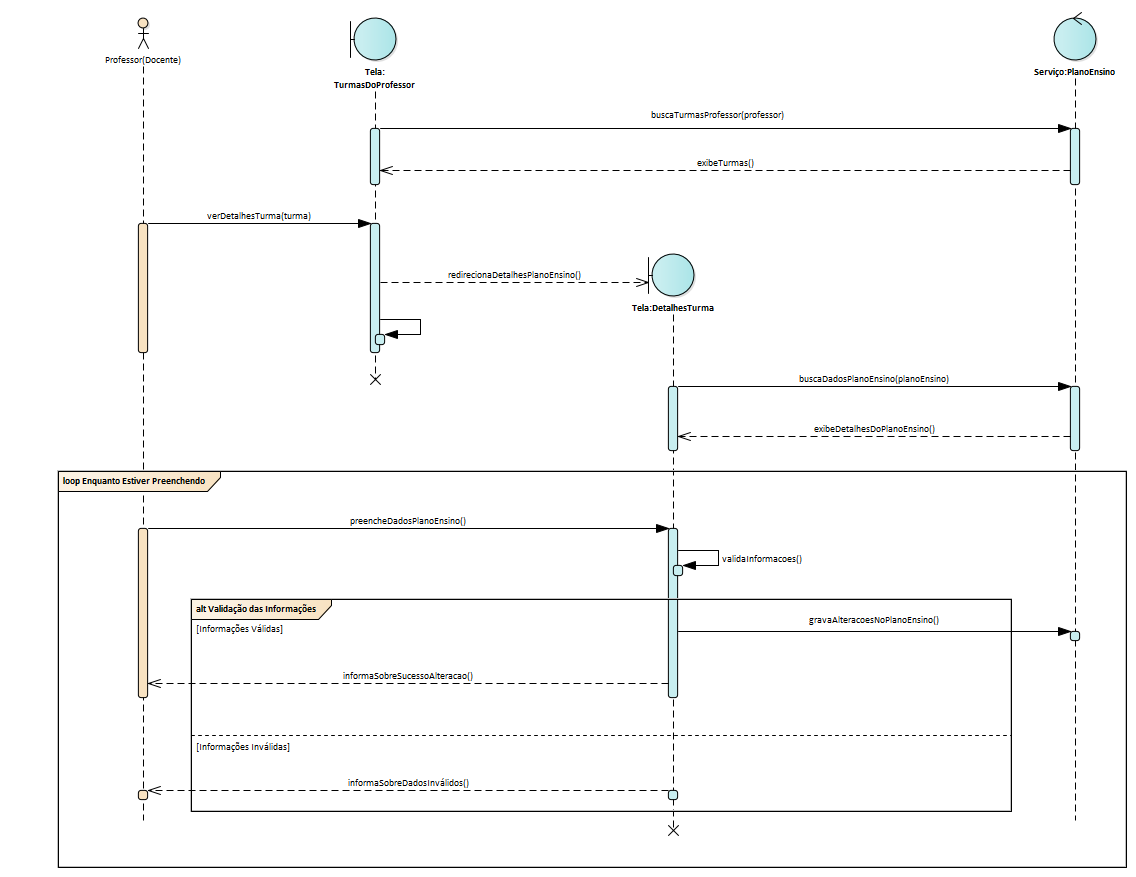 Professor(Docente)
Tela:
TurmasDoProfessor
Serviço:PlanoEnsino
buscaTurmasProfessor(professor)
exibeTurmas()
verDetalhesTurma(turma)
redirecionaDetalhesPlanoEnsino()
Tela:DetalhesTurma
buscaDadosPlanoEnsino(planoEnsino)
exibeDetalhesDoPlanoEnsino()
loop Enquanto Estiver Preenchendo
preencheDadosPlanoEnsino()
validaInformacoes()
alt Validação das Informações
[Informações Válidas]
gravaAlteracoesNoPlanoEnsino()
informaSobreSucessoAlteracao()
[Informações Inválidas]
informaSobreDadosInválidos()